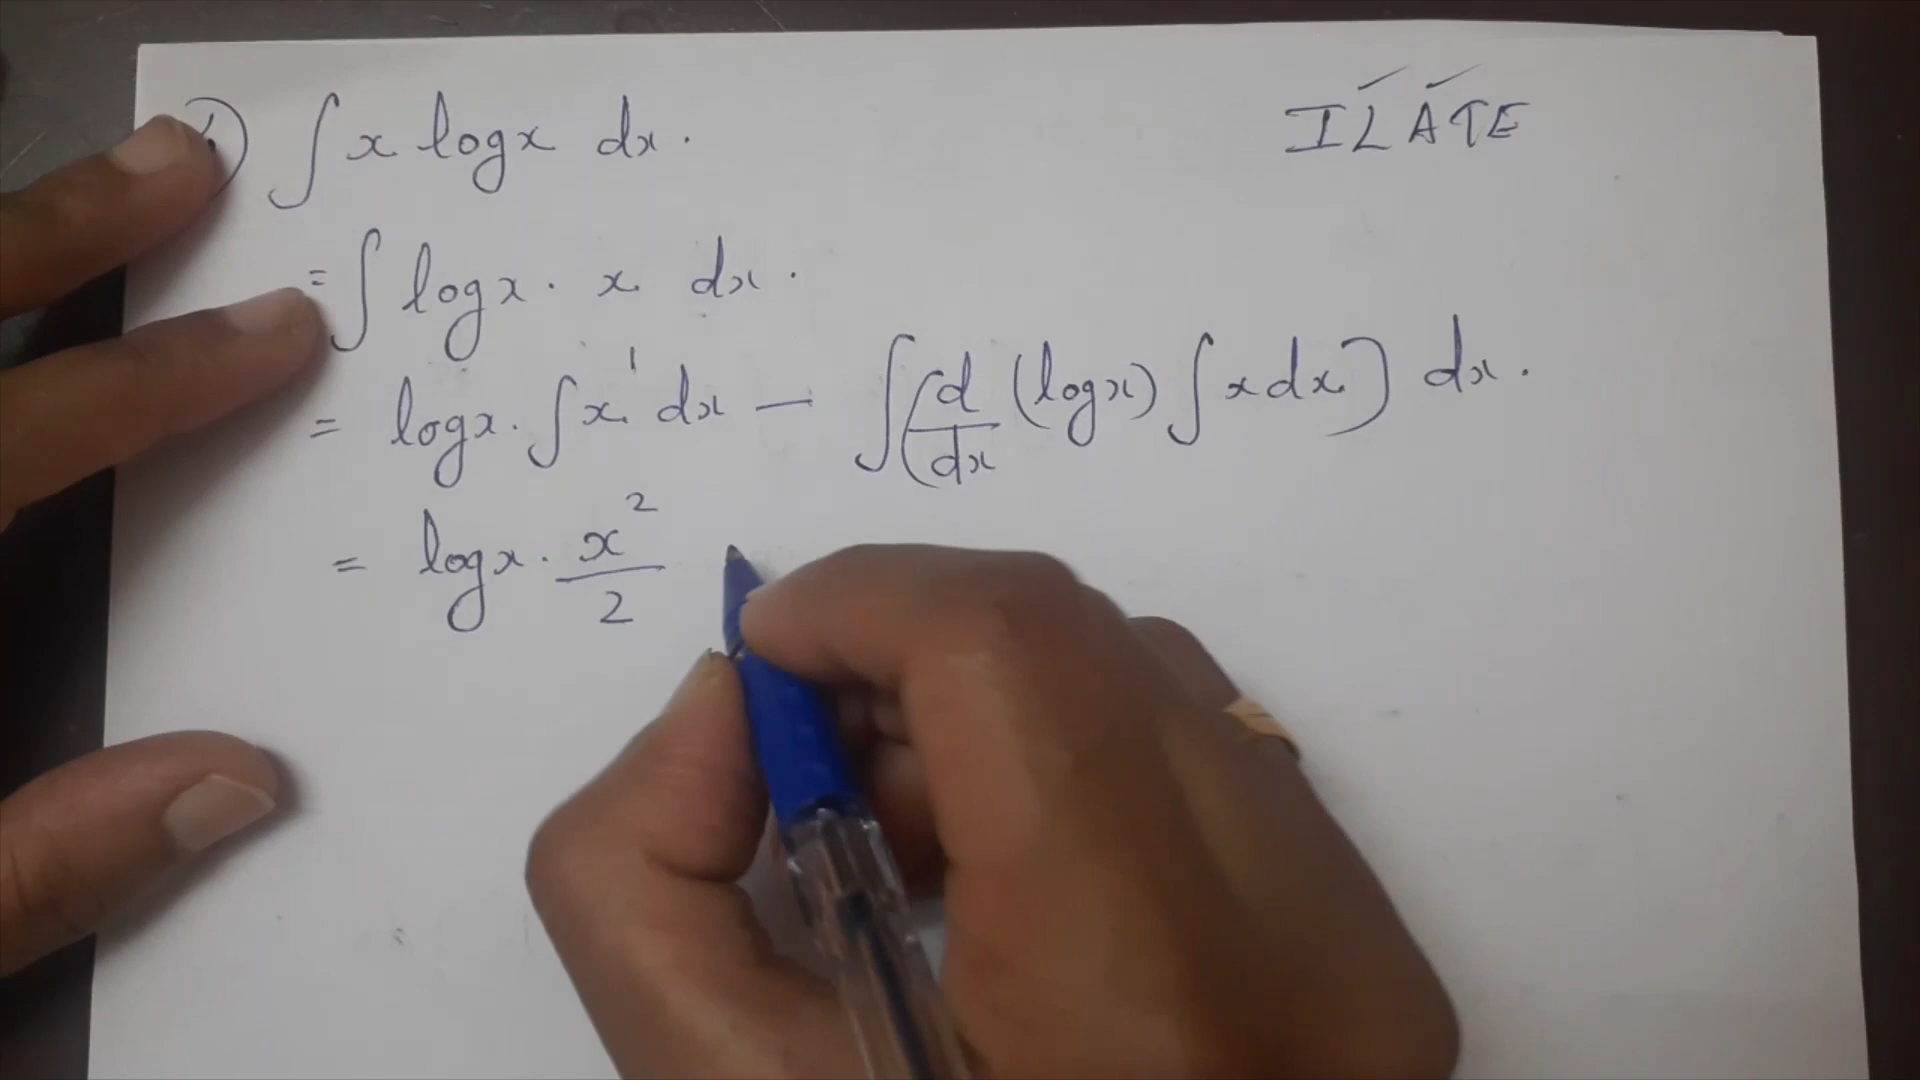 ) ∫ x log x dx .
ILATE
= ∫ log x . x dx .
= log x . ∫ x¹ dx — ∫ ( d/dx (log x) ∫ x dx ) dx .
= log x . x²/2